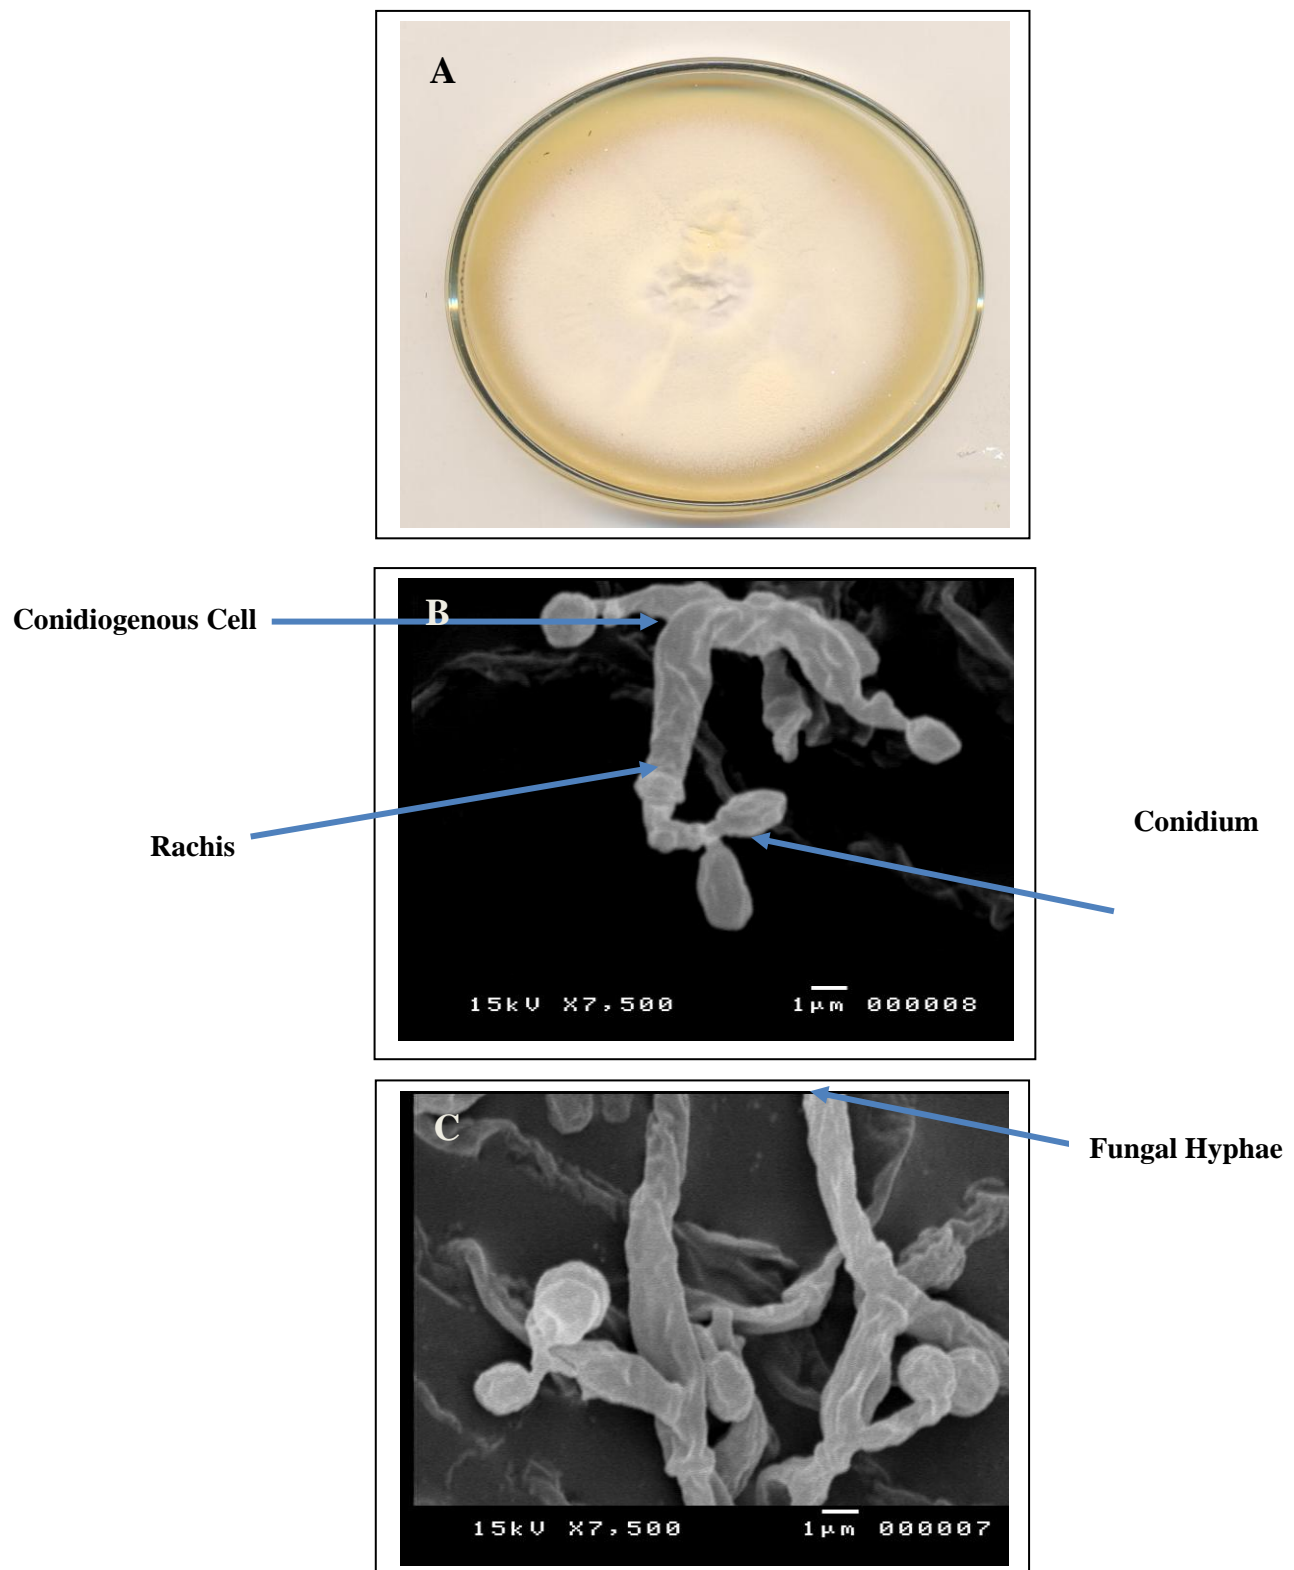 A
B
Conidiogenous Cell
Rachis
Conidium
15kV X7,500 1μm 000008
C
Fungal Hyphae
15kV X7,500 1μm 000007